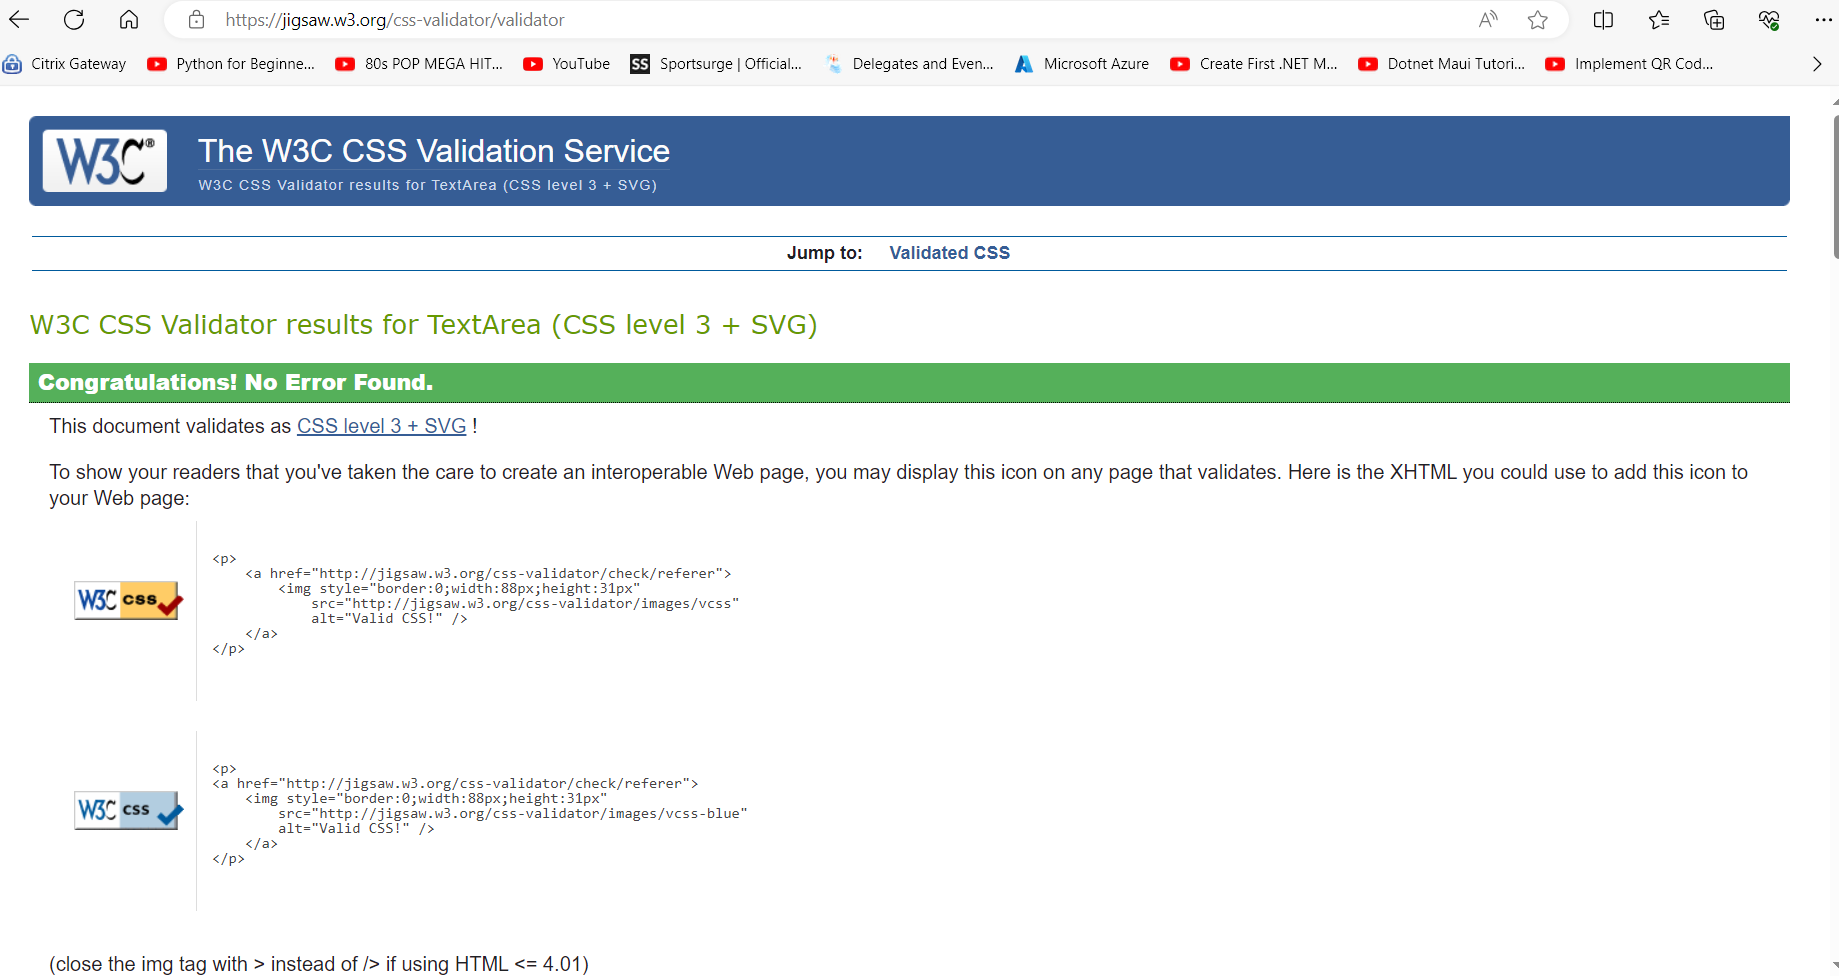 https://jigsaw.w3.org/css-validator/validator
Citrix Gateway
Python for Beginne...
80s POP MEGA HIT...
YouTube
SS
Sportsurge | Official...
Delegates and Even...
Microsoft Azure
Create First .NET M...
Dotnet Maui Tutori...
Implement QR Cod...
W3C®
The W3C CSS Validation Service
W3C CSS Validator results for TextArea (CSS level 3 + SVG)
Jump to: Validated CSS
W3C CSS Validator results for TextArea (CSS level 3 + SVG)
Congratulations! No Error Found.
This document validates as CSS level 3 + SVG !
To show your readers that you've taken the care to create an interoperable Web page, you may display this icon on any page that validates. Here is the XHTML you could use to add this icon to
your Web page:
W3C css
<p>
<a href="http://jigsaw.w3.org/css-validator/check/referer">
<img style="border:0;width:88px;height:31px"
src="http://jigsaw.w3.org/css-validator/images/vcss"
alt="Valid CSS!" />
</a>
</p>
W3C css
<p>
<a href="http://jigsaw.w3.org/css-validator/check/referer">
<img style="border:0;width:88px;height:31px"
src="http://jigsaw.w3.org/css-validator/images/vcss-blue"
alt="Valid CSS!" />
</a>
</p>
(close the img tag with > instead of /> if using HTML <= 4.01)